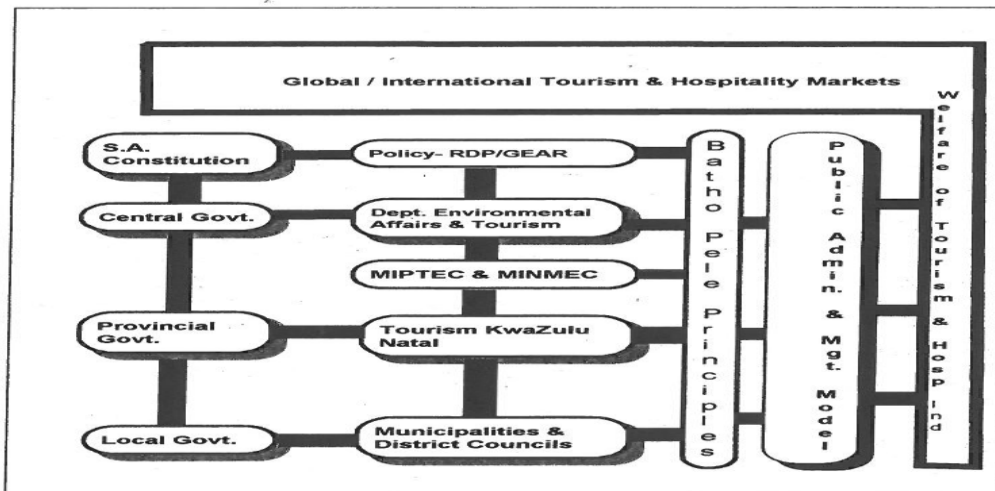 Global / International Tourism & Hospitality Markets
S.A.
Constitution
Policy- RDP/GEAR
Central Govt.
Dept. Environmental
Affairs & Tourism
MIPTEC & MINMEC
Provincial
Govt.
Tourism KwaZulu
Natal
Local Govt.
Municipalities &
District Councils
Batho Pele Principles
Public Admin. & Mgt. Model
Welfare of Tourism & Hosp Ind